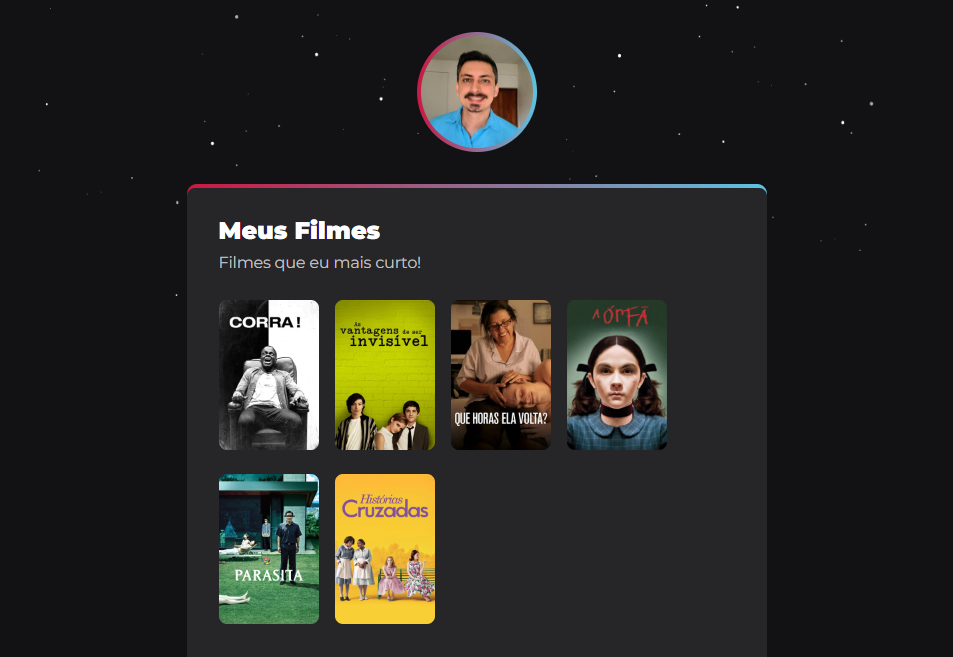 Meus Filmes
Filmes que eu mais curto!
CORRA!
As
vantagens de ser
invisível
QUE HORAS ELA VOLTA?
A ÓRFÃ
PARASITA
Histórias
Cruzadas